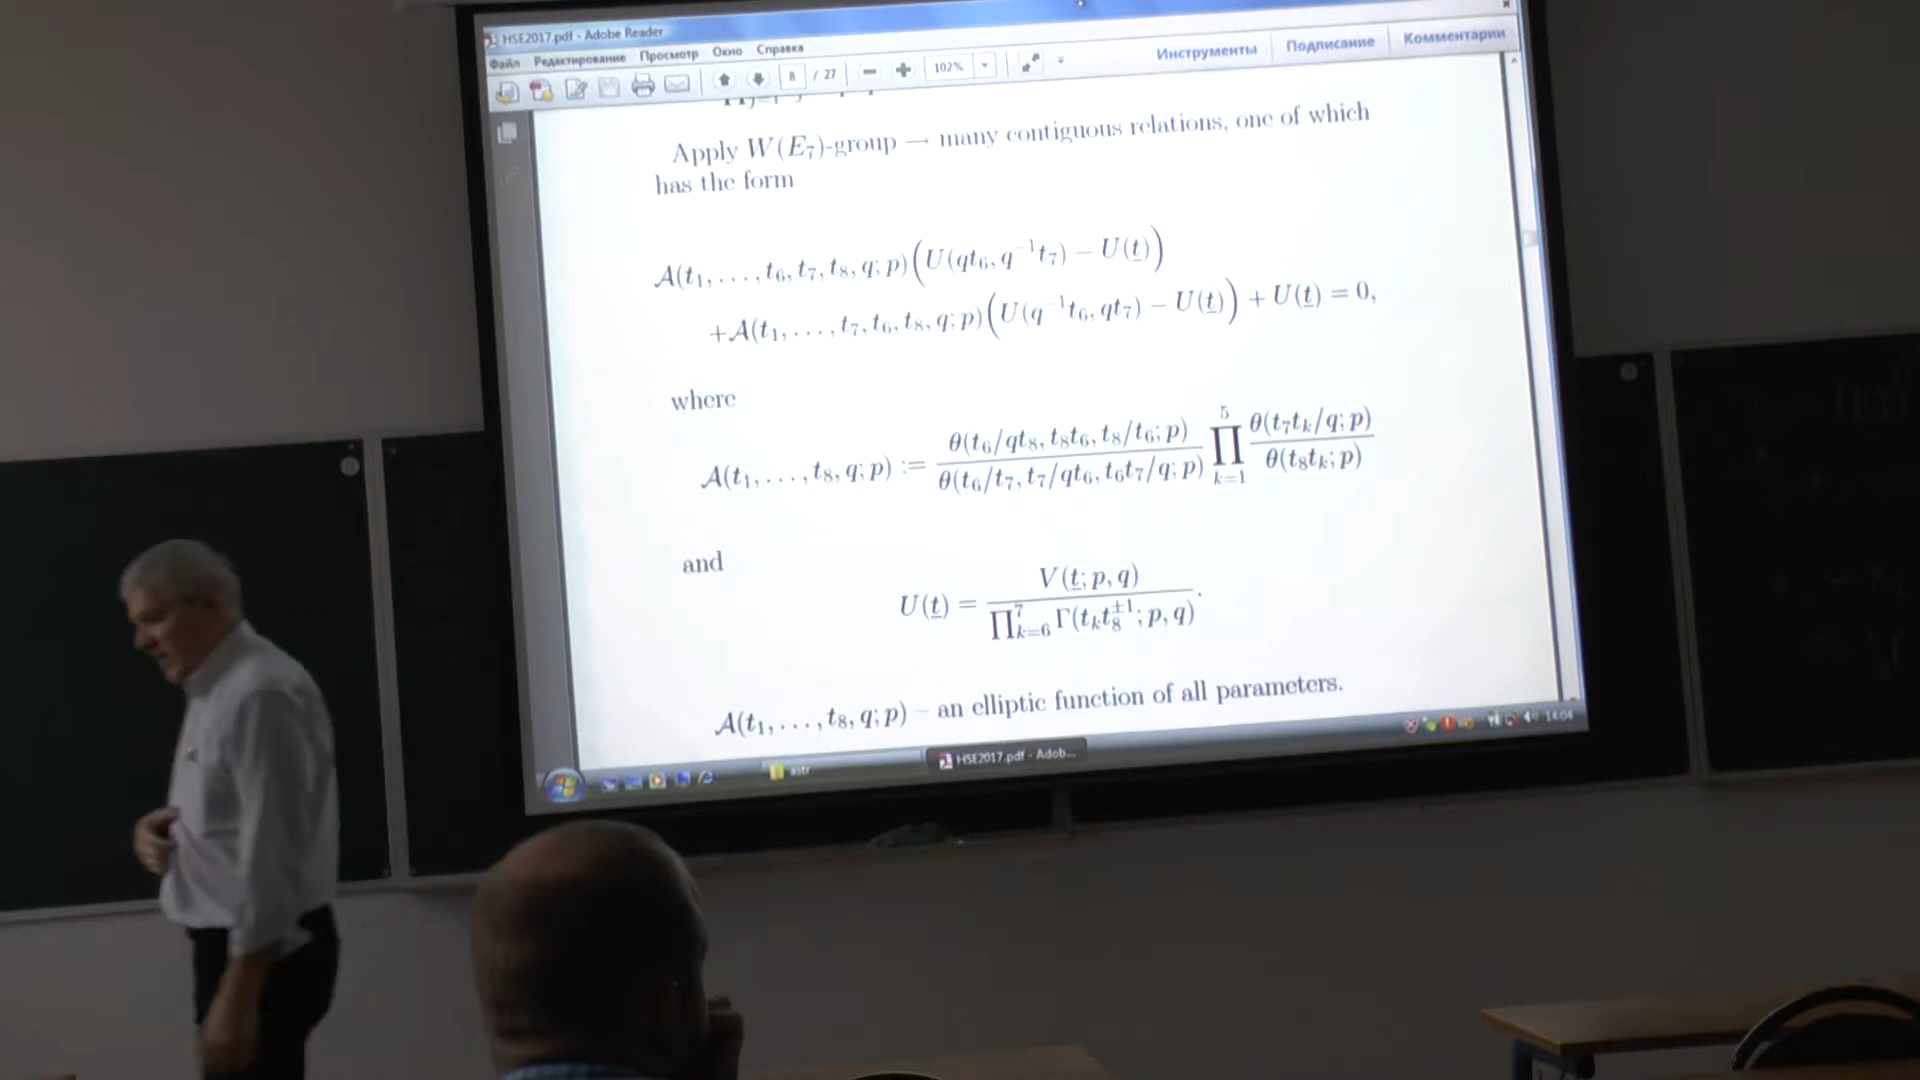 HSE2017.pdf - Adobe Reader
Файл Редактирование Просмотр Окно Справка
Инструменты Подписание Комментарии
8 / 27 102%
Apply W(E₇)-group → many contiguous relations, one of which
has the form
A(t₁, . . . , t₆, t₇, t₈, q; p)(U(qt₆, q⁻¹t₇) − U(t))
+A(t₁, . . . , t₇, t₆, t₈, q; p)(U(q⁻¹t₆, qt₇) − U(t)) + U(t) = 0,
where
A(t₁, . . . , t₈, q; p) := θ(t₆/qt₈, t₈t₆, t₈/t₆; p) / θ(t₆/t₇, t₇/qt₆, t₆t₇/q; p) ∏ₖ₌₁⁵ θ(t₇tₖ/q; p) / θ(t₈tₖ; p)
and
U(t) = V(t; p, q) / ∏ₖ₌₆⁷ Γ(tₖt₈^±1; p, q).
A(t₁, . . . , t₈, q; p) – an elliptic function of all parameters.
astr
HSE2017.pdf - Adob...
14:04